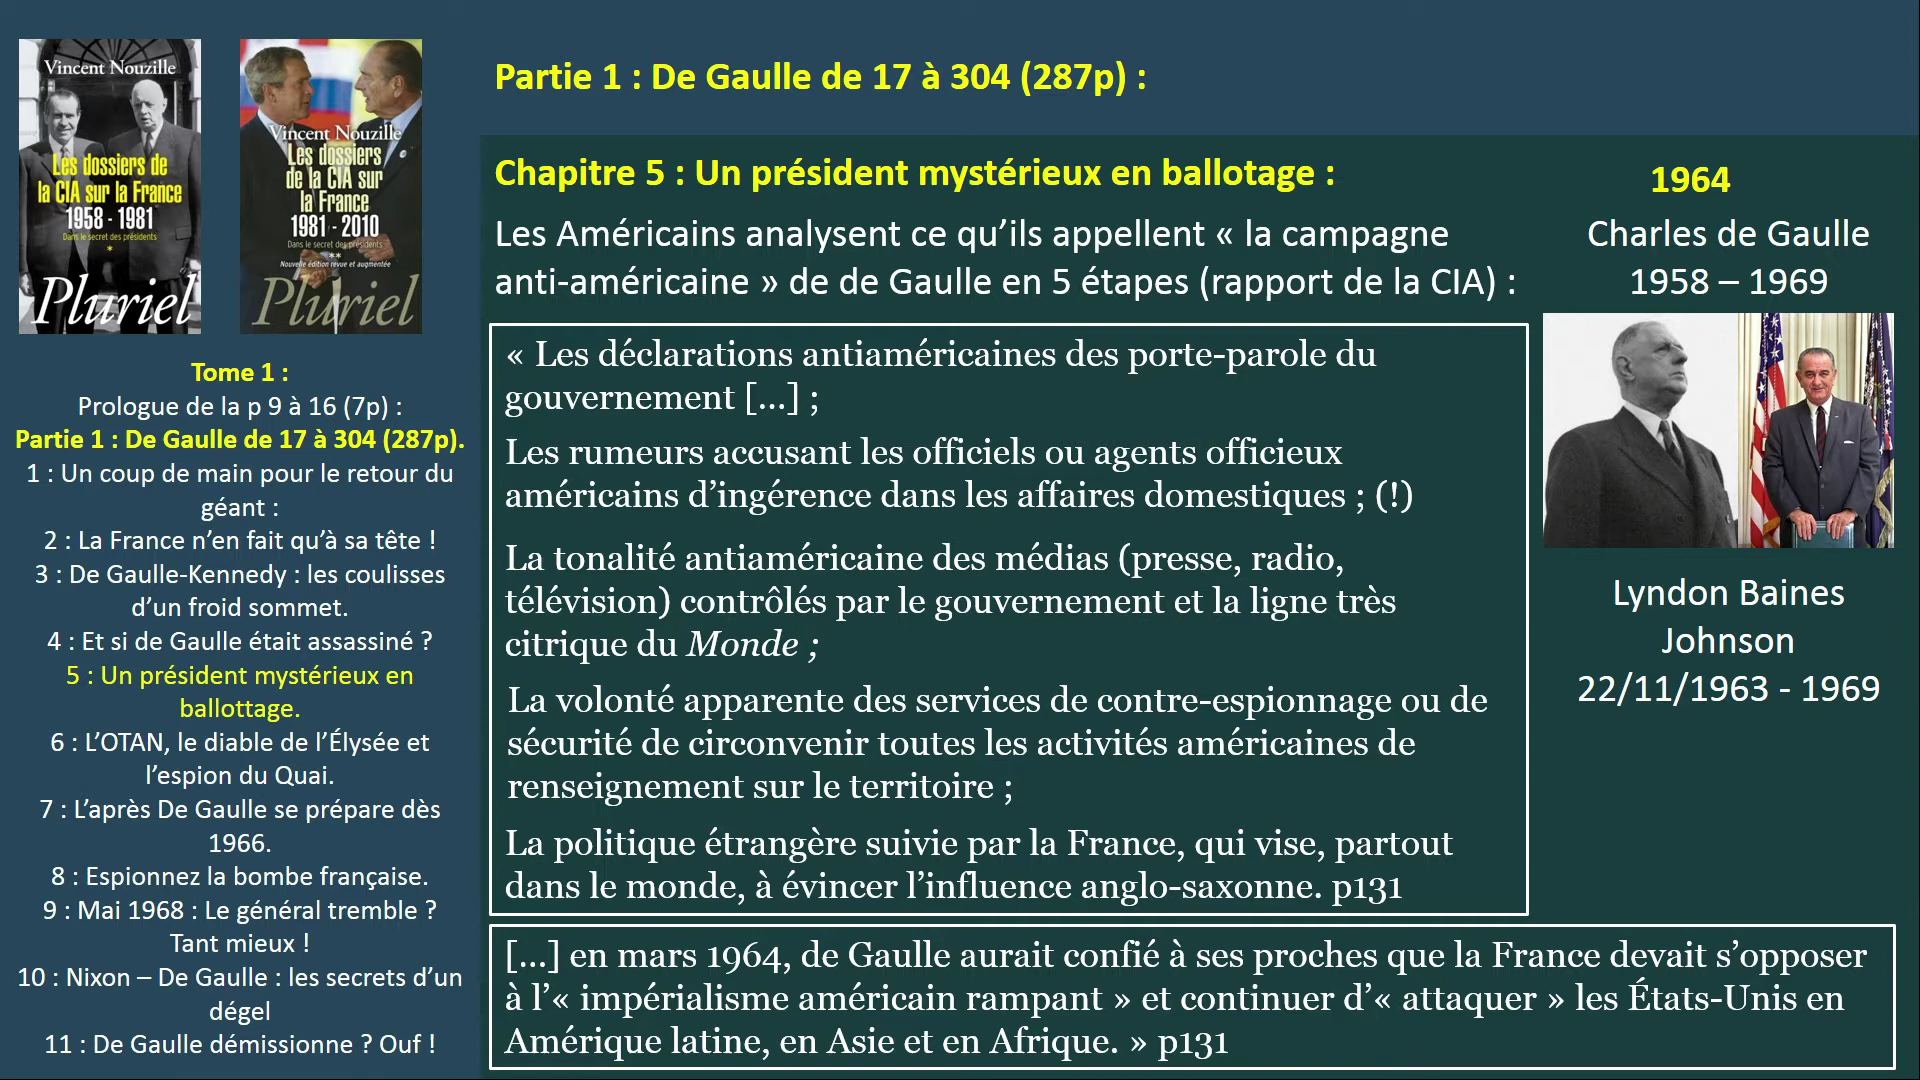 Vincent Nouzille
Les dossiers de
la CIA sur la France
1958 - 1981
Dans le secret des présidents
*
Pluriel
Vincent Nouzille
Les dossiers
de la CIA sur
la France
1981 - 2010
Dans le secret des présidents
**
Nouvelle édition revue et augmentée
Pluriel
Tome 1 :
Prologue de la p 9 à 16 (7p) :
Partie 1 : De Gaulle de 17 à 304 (287p).
1 : Un coup de main pour le retour du
géant :
2 : La France n’en fait qu’à sa tête !
3 : De Gaulle-Kennedy : les coulisses
d’un froid sommet.
4 : Et si de Gaulle était assassiné ?
5 : Un président mystérieux en
ballottage.
6 : L’OTAN, le diable de l’Élysée et
l’espion du Quai.
7 : L’après De Gaulle se prépare dès
1966.
8 : Espionnez la bombe française.
9 : Mai 1968 : Le général tremble ?
Tant mieux !
10 : Nixon – De Gaulle : les secrets d’un
dégel
11 : De Gaulle démissionne ? Ouf !
Partie 1 : De Gaulle de 17 à 304 (287p) :
Chapitre 5 : Un président mystérieux en ballotage :
Les Américains analysent ce qu’ils appellent « la campagne
anti-américaine » de de Gaulle en 5 étapes (rapport de la CIA) :
« Les déclarations antiaméricaines des porte-parole du
gouvernement [...] ;
Les rumeurs accusant les officiels ou agents officieux
américains d’ingérence dans les affaires domestiques ; (!)
La tonalité antiaméricaine des médias (presse, radio,
télévision) contrôlés par le gouvernement et la ligne très
citrique du Monde ;
La volonté apparente des services de contre-espionnage ou de
sécurité de circonvenir toutes les activités américaines de
renseignement sur le territoire ;
La politique étrangère suivie par la France, qui vise, partout
dans le monde, à évincer l’influence anglo-saxonne. p131
[...] en mars 1964, de Gaulle aurait confié à ses proches que la France devait s’opposer
à l’« impérialisme américain rampant » et continuer d’« attaquer » les États-Unis en
Amérique latine, en Asie et en Afrique. » p131
1964
Charles de Gaulle
1958 – 1969
Lyndon Baines
Johnson
22/11/1963 - 1969